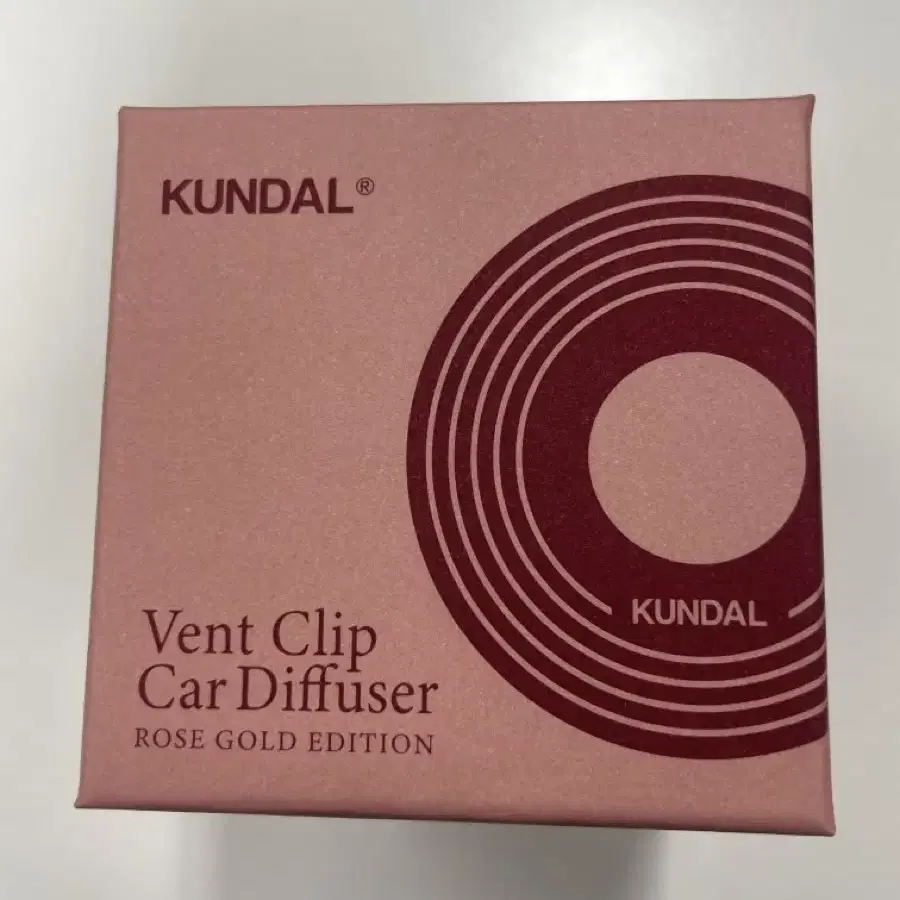 KUNDAL®
KUNDAL
Vent Clip
Car Diffuser
ROSE GOLD EDITION